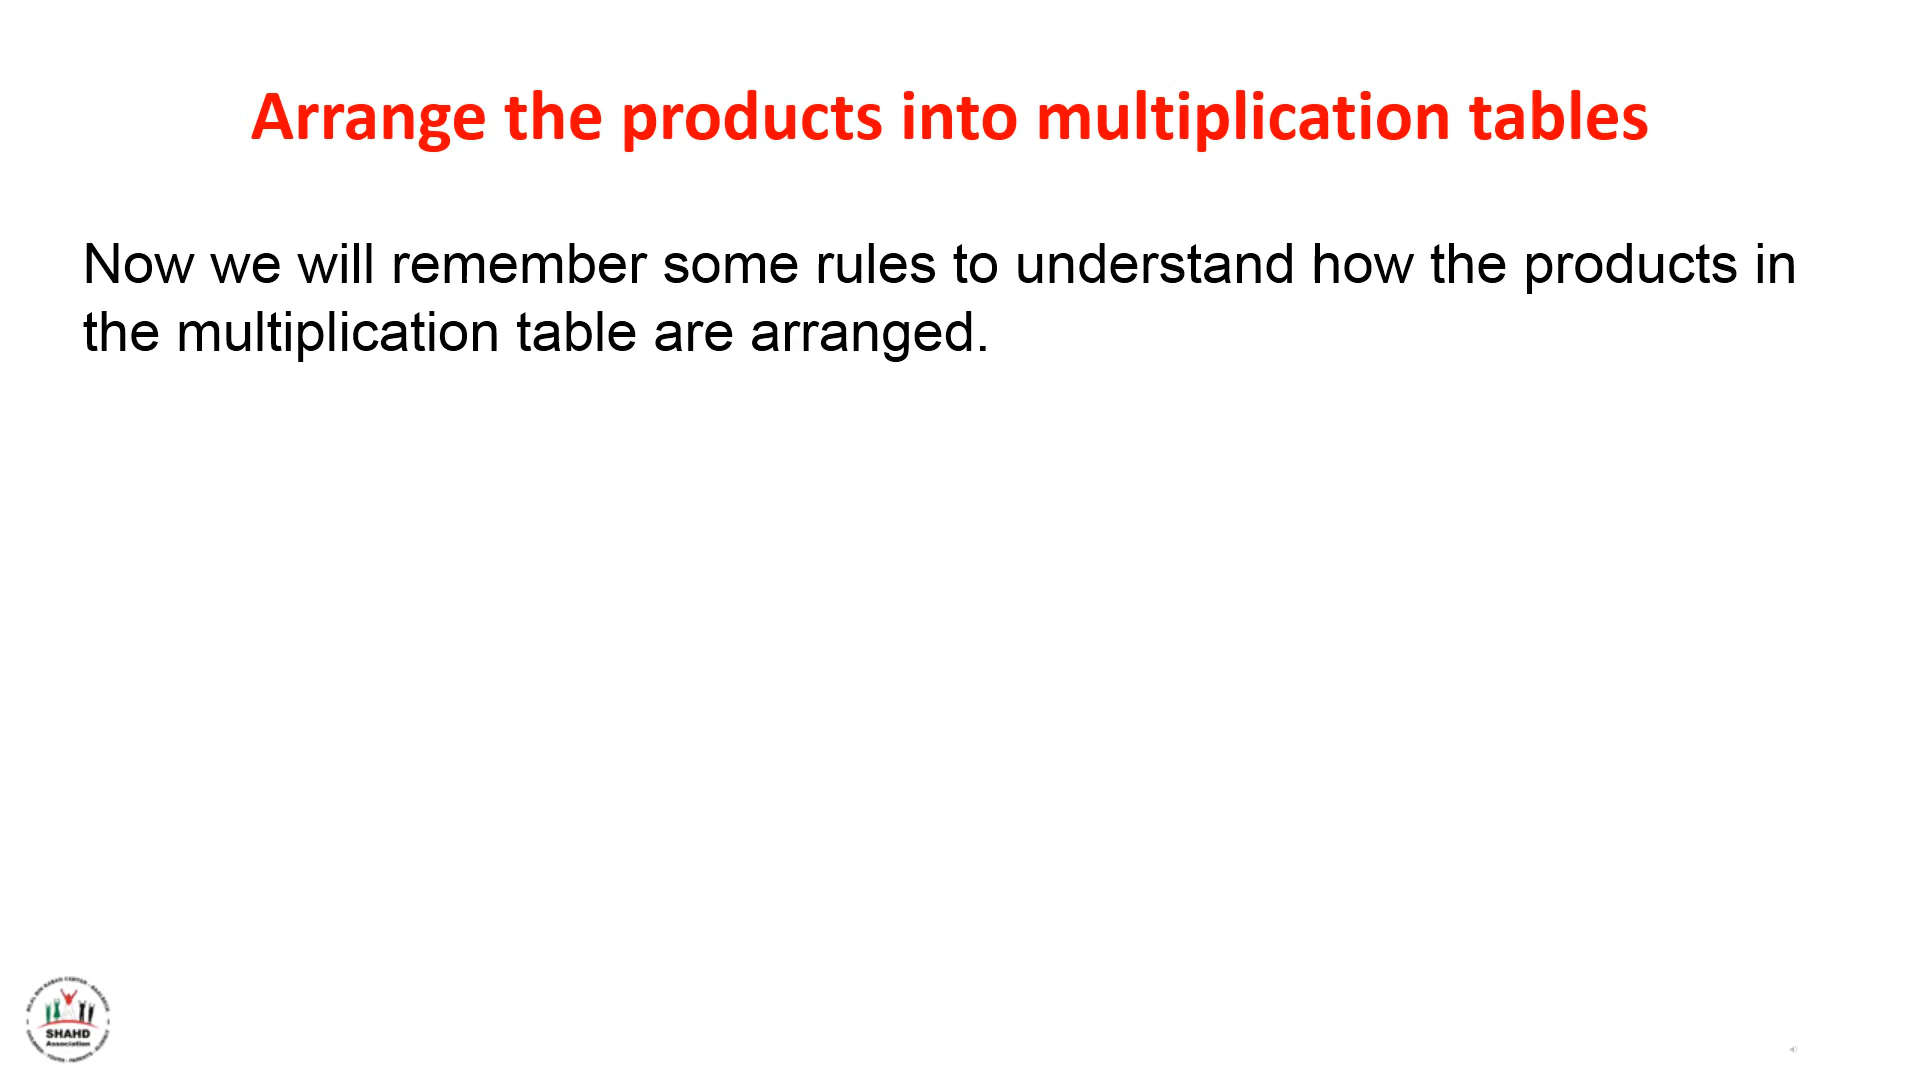 Arrange the products into multiplication tables
Now we will remember some rules to understand how the products in
the multiplication table are arranged.
SHAHD
Association